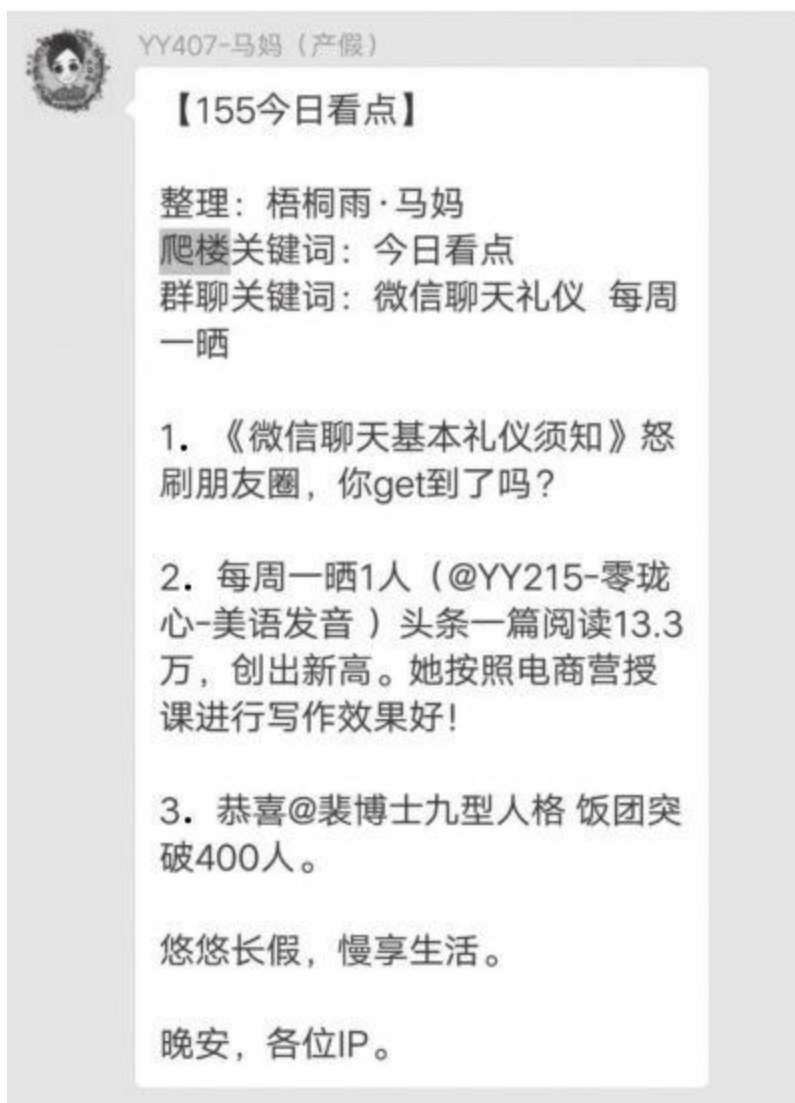 YY407-马妈（产假）
【155今日看点】
整理：梧桐雨·马妈
爬楼关键词：今日看点
群聊关键词：微信聊天礼仪 每周
一晒
1. 《微信聊天基本礼仪须知》怒
刷朋友圈，你get到了吗？
2. 每周一晒1人（@YY215-零珑
心-美语发音 ）头条一篇阅读13.3
万，创出新高。她按照电商营授
课进行写作效果好！
3. 恭喜@裴博士九型人格 饭团突
破400人。
悠悠长假，慢享生活。
晚安，各位IP。